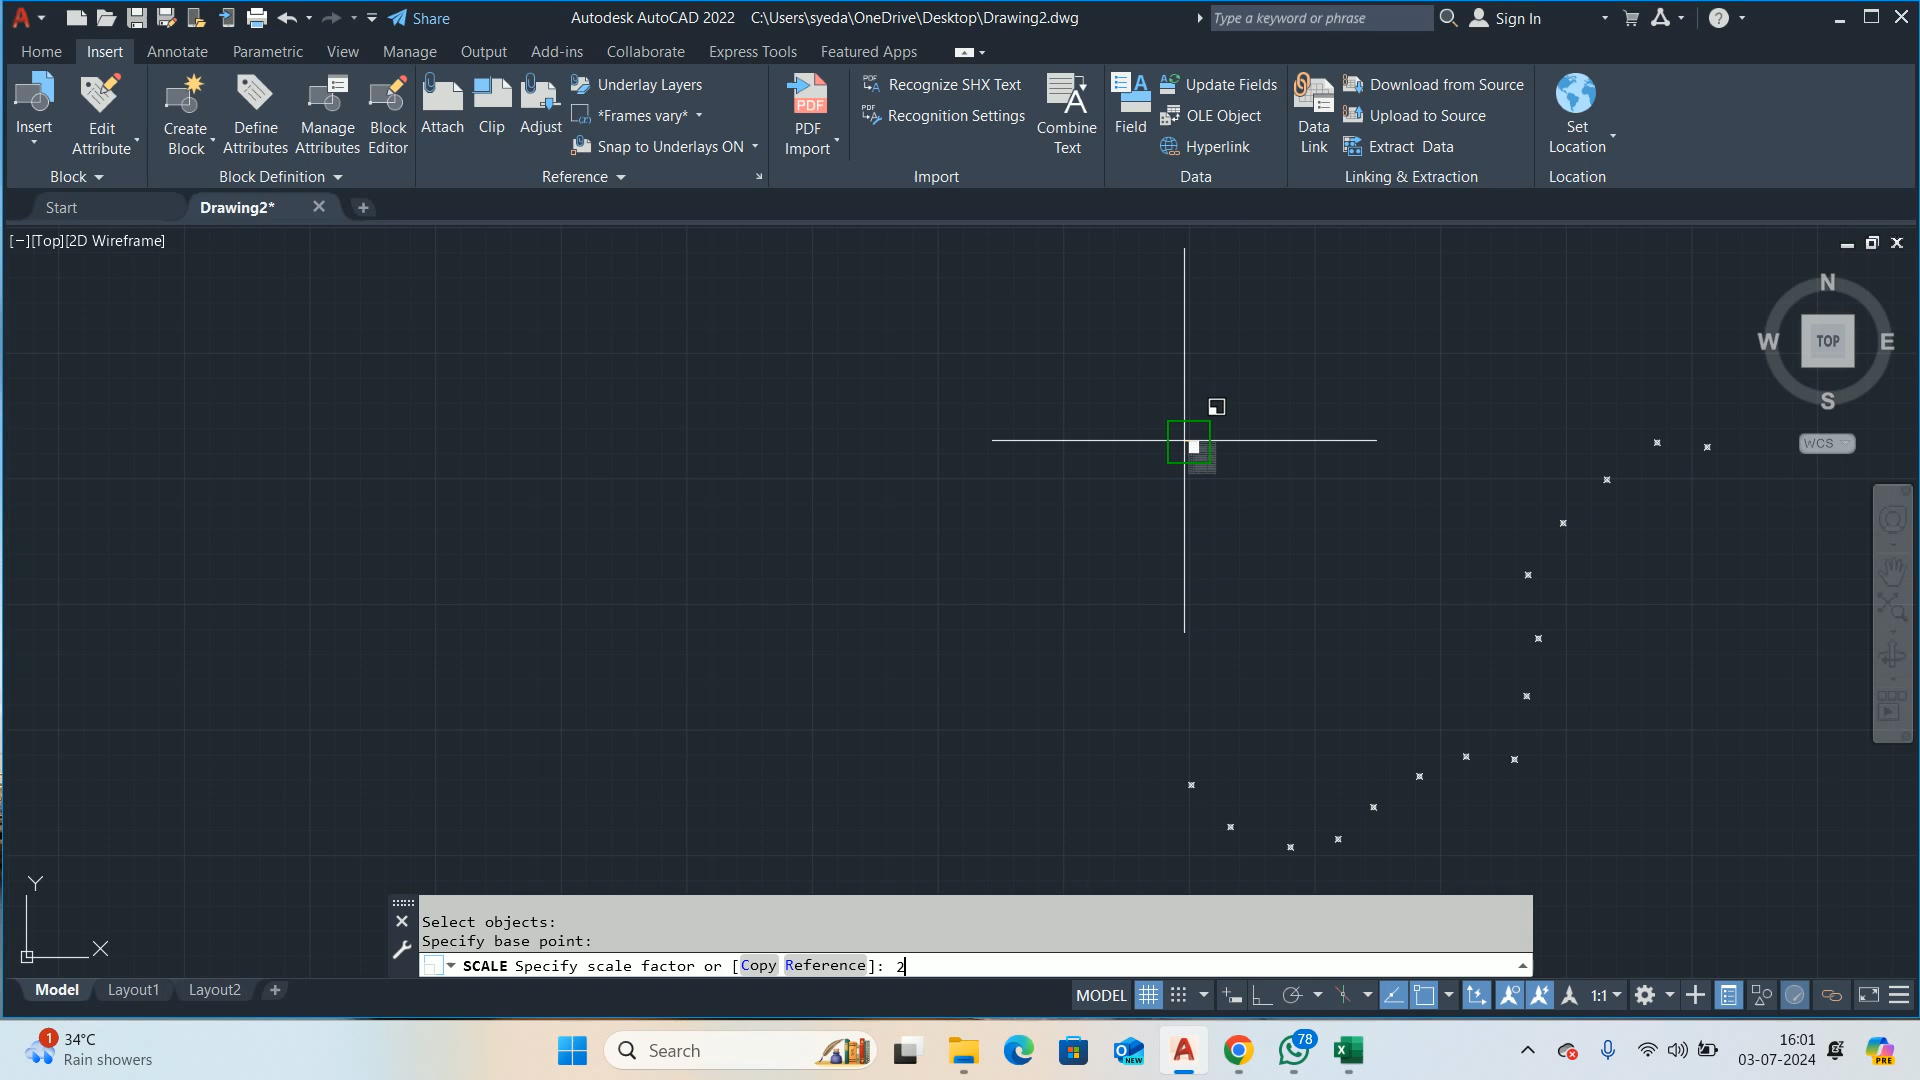 Share
Autodesk AutoCAD 2022 C:\Users\syeda\OneDrive\Desktop\Drawing2.dwg
Type a keyword or phrase
Sign In
Home Insert Annotate Parametric View Manage Output Add-ins Collaborate Express Tools Featured Apps
Insert
Edit
Attribute
Block
Create
Block
Define
Attributes
Manage
Attributes
Block
Editor
Block Definition
Attach
Clip
Adjust
Underlay Layers
*Frames vary*
Snap to Underlays ON
Reference
PDF
PDF
Import
Recognize SHX Text
Recognition Settings
Combine
Text
Import
Field
Update Fields
OLE Object
Hyperlink
Data
Data
Link
Download from Source
Upload to Source
Extract Data
Linking & Extraction
Set
Location
Location
Start
Drawing2*
[−][Top][2D Wireframe]
N
W TOP E
S
WCS
Y
X
Select objects:
Specify base point:
SCALE Specify scale factor or [Copy Reference]: 2
Model Layout1 Layout2
MODEL
1:1
1
34°C
Rain showers
Search
NEW
78
16:01
03-07-2024
PRE